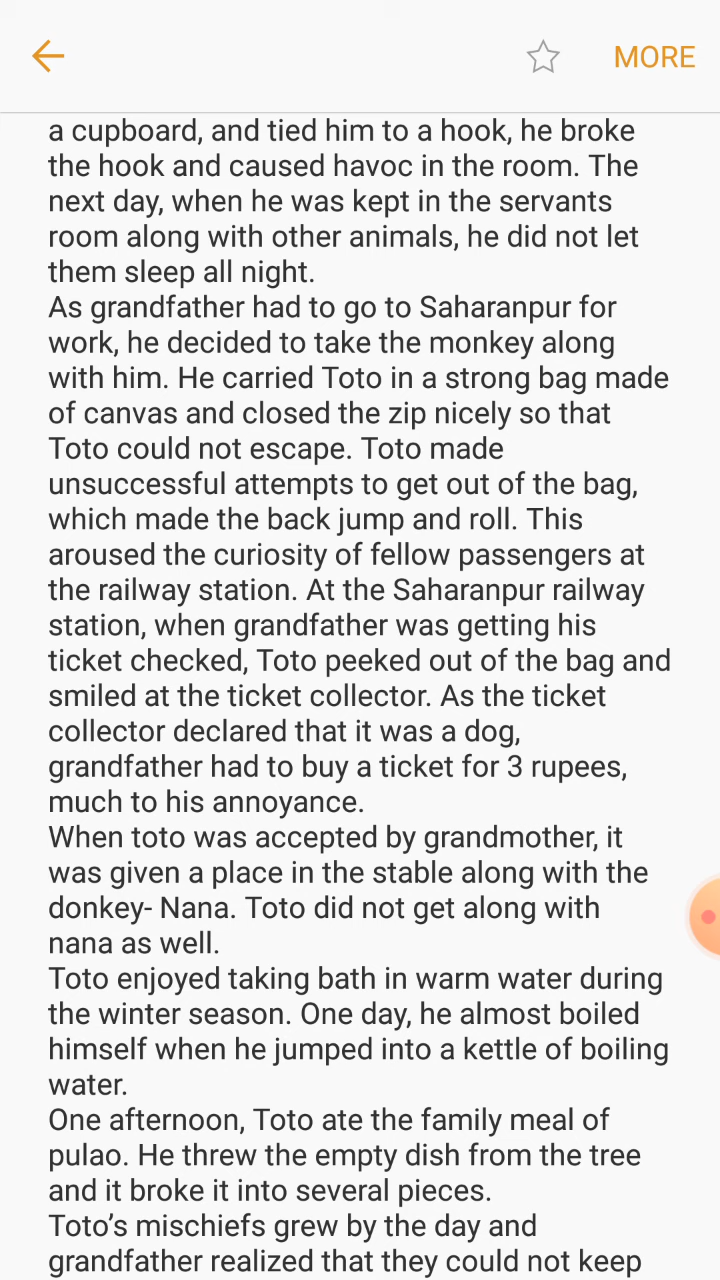 MORE
a cupboard, and tied him to a hook, he broke
the hook and caused havoc in the room. The
next day, when he was kept in the servants
room along with other animals, he did not let
them sleep all night.
As grandfather had to go to Saharanpur for
work, he decided to take the monkey along
with him. He carried Toto in a strong bag made
of canvas and closed the zip nicely so that
Toto could not escape. Toto made
unsuccessful attempts to get out of the bag,
which made the back jump and roll. This
aroused the curiosity of fellow passengers at
the railway station. At the Saharanpur railway
station, when grandfather was getting his
ticket checked, Toto peeked out of the bag and
smiled at the ticket collector. As the ticket
collector declared that it was a dog,
grandfather had to buy a ticket for 3 rupees,
much to his annoyance.
When toto was accepted by grandmother, it
was given a place in the stable along with the
donkey- Nana. Toto did not get along with
nana as well.
Toto enjoyed taking bath in warm water during
the winter season. One day, he almost boiled
himself when he jumped into a kettle of boiling
water.
One afternoon, Toto ate the family meal of
pulao. He threw the empty dish from the tree
and it broke it into several pieces.
Toto’s mischiefs grew by the day and
grandfather realized that they could not keep